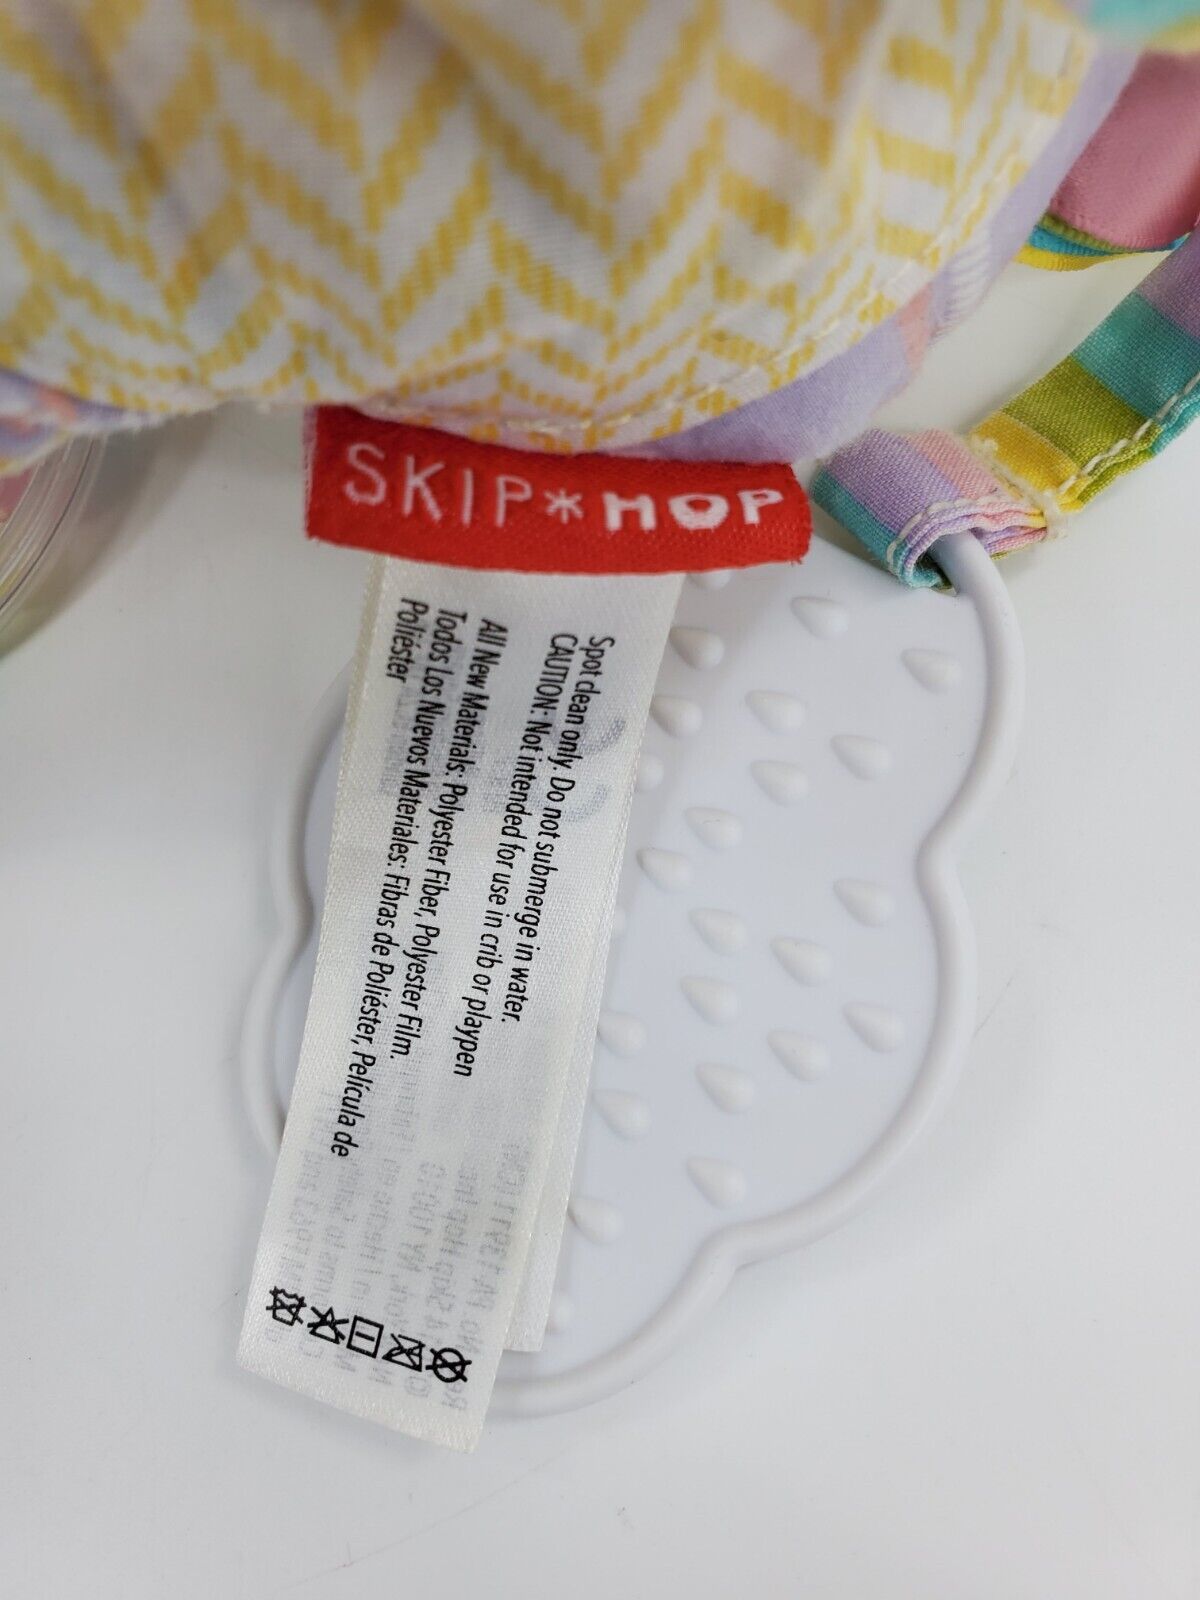 SKIP*HOP
Spot clean only. Do not submerge in water.
CAUTION: Not intended for use in crib or playpen
All New Materials: Polyester Fiber, Polyester Film.
Todos Los Nuevos Materiales: Fibras de Poliéster, Película de
Poliéster